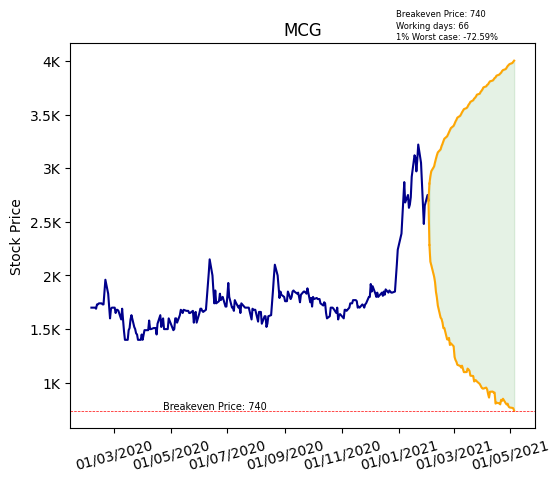 Breakeven Price: 740
Working days: 66
1% Worst case: -72.59%
MCG
Stock Price
4K
3.5K
3K
2.5K
2K
1.5K
1K
Breakeven Price: 740
01/03/2020
01/05/2020
01/07/2020
01/09/2020
01/11/2020
01/01/2021
01/03/2021
01/05/2021